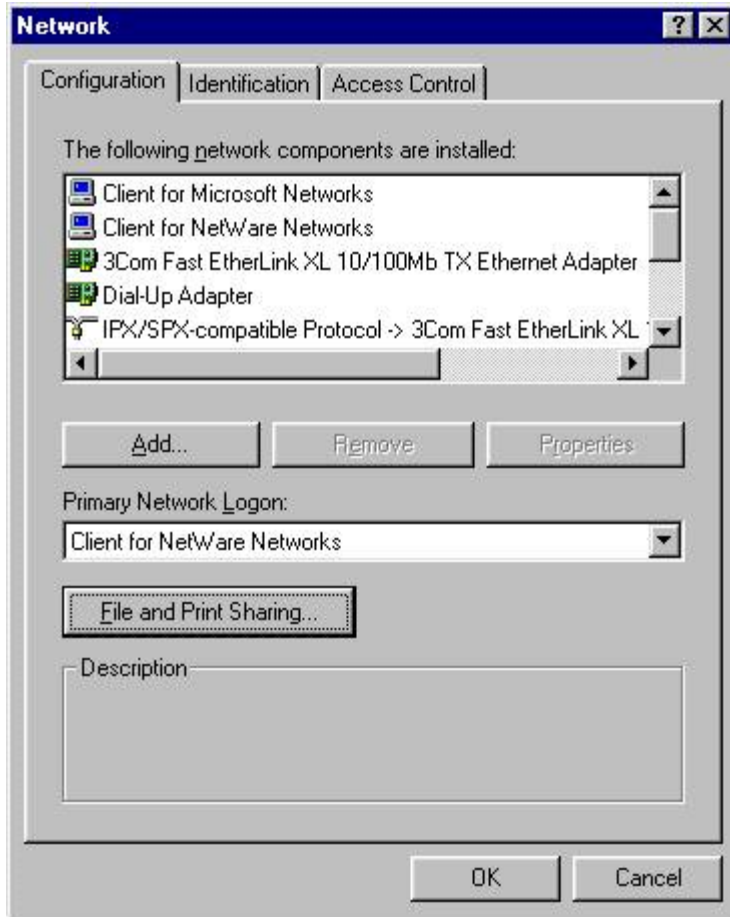 Network
Configuration Identification Access Control
The following network components are installed:
Client for Microsoft Networks
Client for NetWare Networks
3Com Fast EtherLink XL 10/100Mb TX Ethernet Adapter
Dial-Up Adapter
IPX/SPX-compatible Protocol -> 3Com Fast EtherLink XL
Add... Remove Properties
Primary Network Logon:
Client for NetWare Networks
File and Print Sharing...
Description
OK Cancel